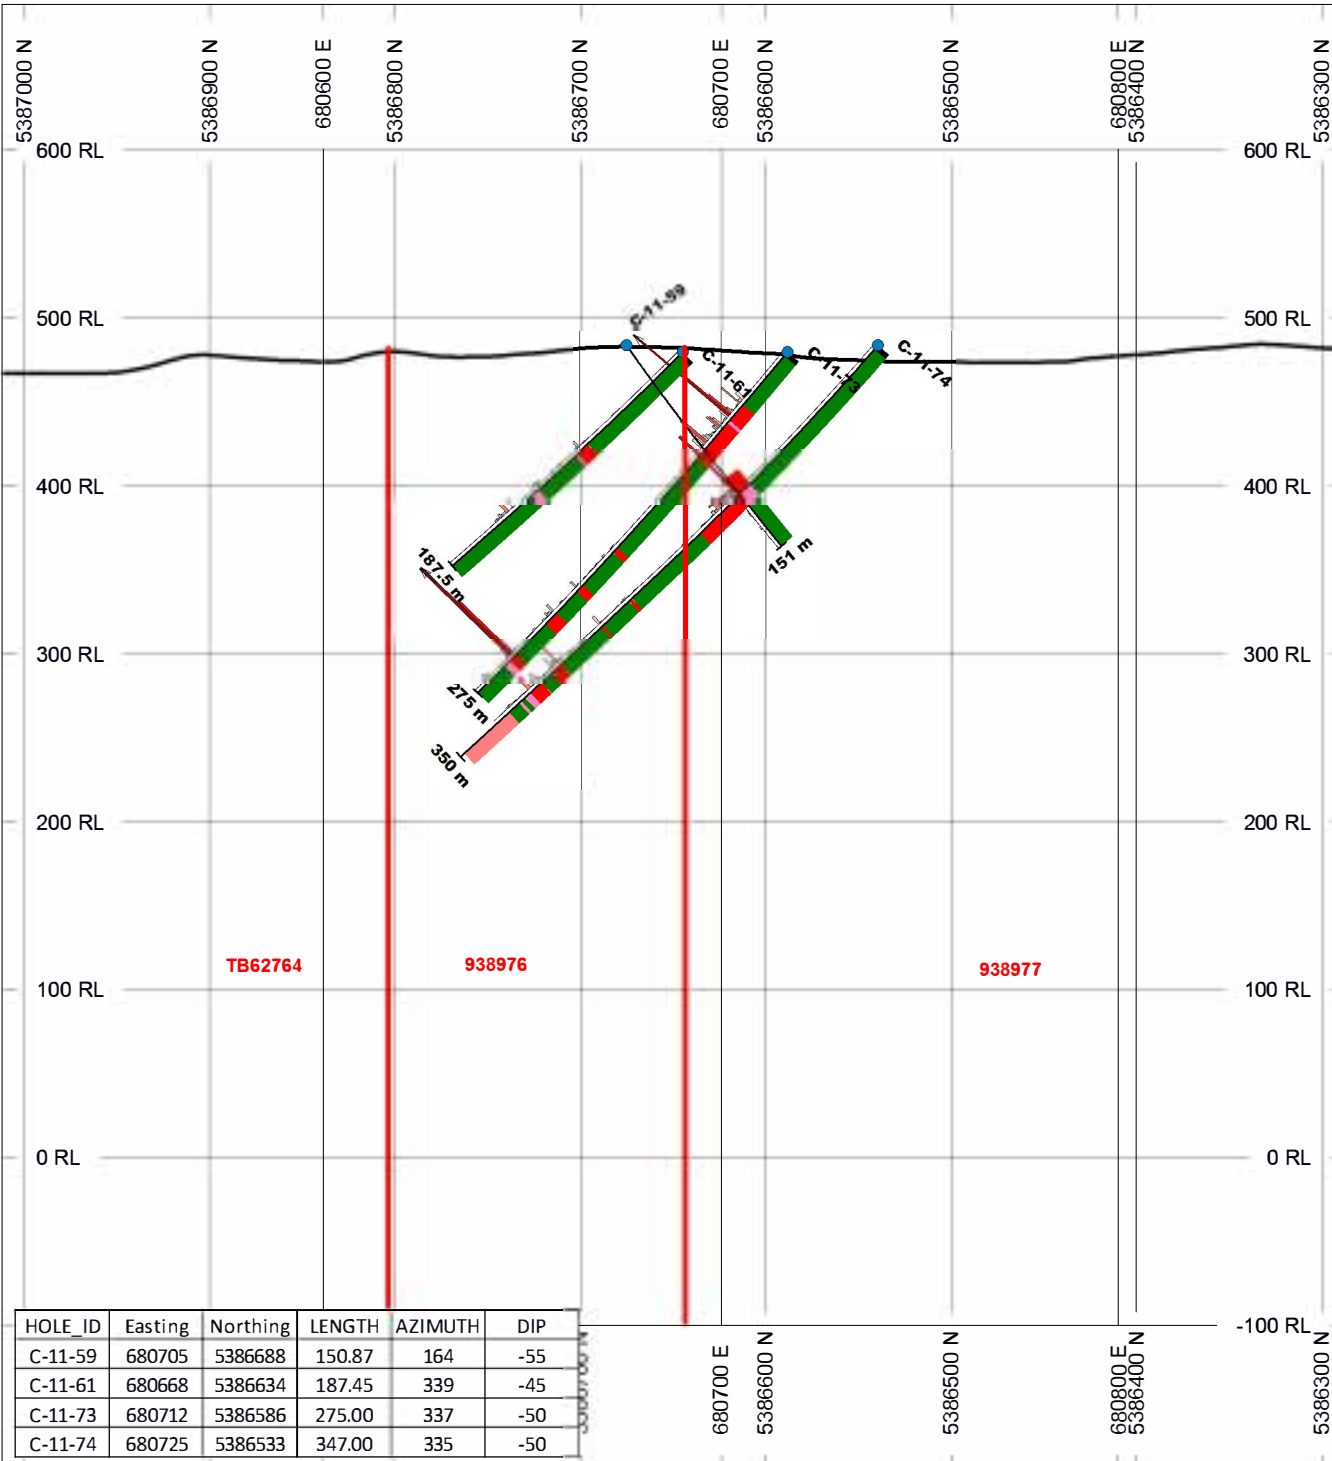 5387000 N
5386900 N
680600 E
5386800 N
5386700 N
680700 E
5386600 N
5386500 N
680800 E
5386400 N
5386300 N
600 RL 600 RL
500 RL 500 RL
400 RL 400 RL
300 RL 300 RL
200 RL 200 RL
100 RL 100 RL
0 RL 0 RL
-100 RL
C-11-59
C-11-61
C-11-73
C-11-74
187.5 m
151 m
275 m
350 m
TB62764 938976 938977
HOLE_ID Easting Northing LENGTH AZIMUTH DIP
C-11-59 680705 5386688 150.87 164 -55
C-11-61 680668 5386634 187.45 339 -45
C-11-73 680712 5386586 275.00 337 -50
C-11-74 680725 5386533 347.00 335 -50
680700 E
5386600 N
5386500 N
680800 E
5386400 N
5386300 N